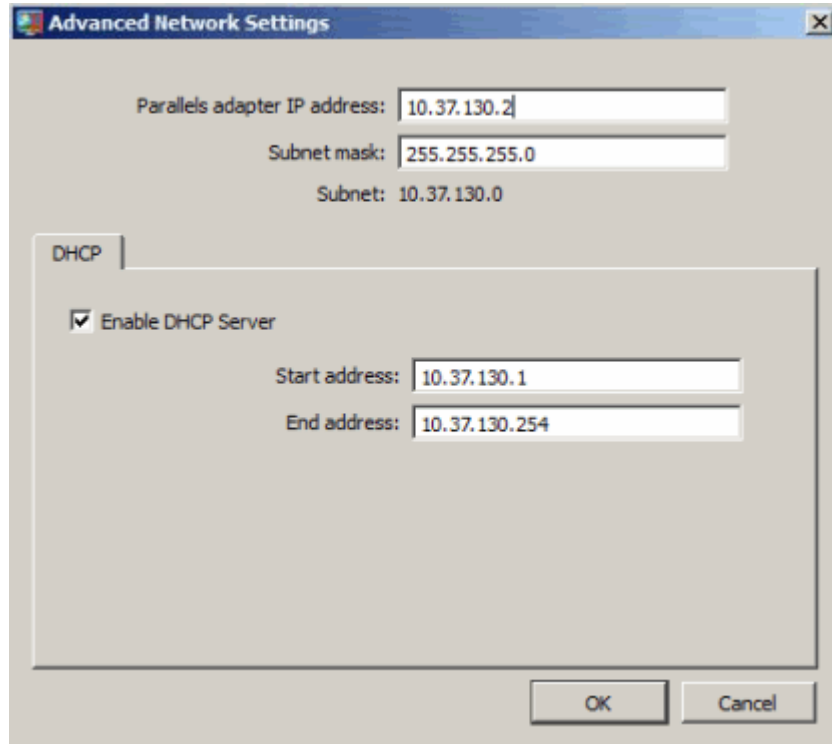 Advanced Network Settings
Parallels adapter IP address: 10.37.130.2
Subnet mask: 255.255.255.0
Subnet: 10.37.130.0
DHCP
Enable DHCP Server
Start address: 10.37.130.1
End address: 10.37.130.254
OK Cancel